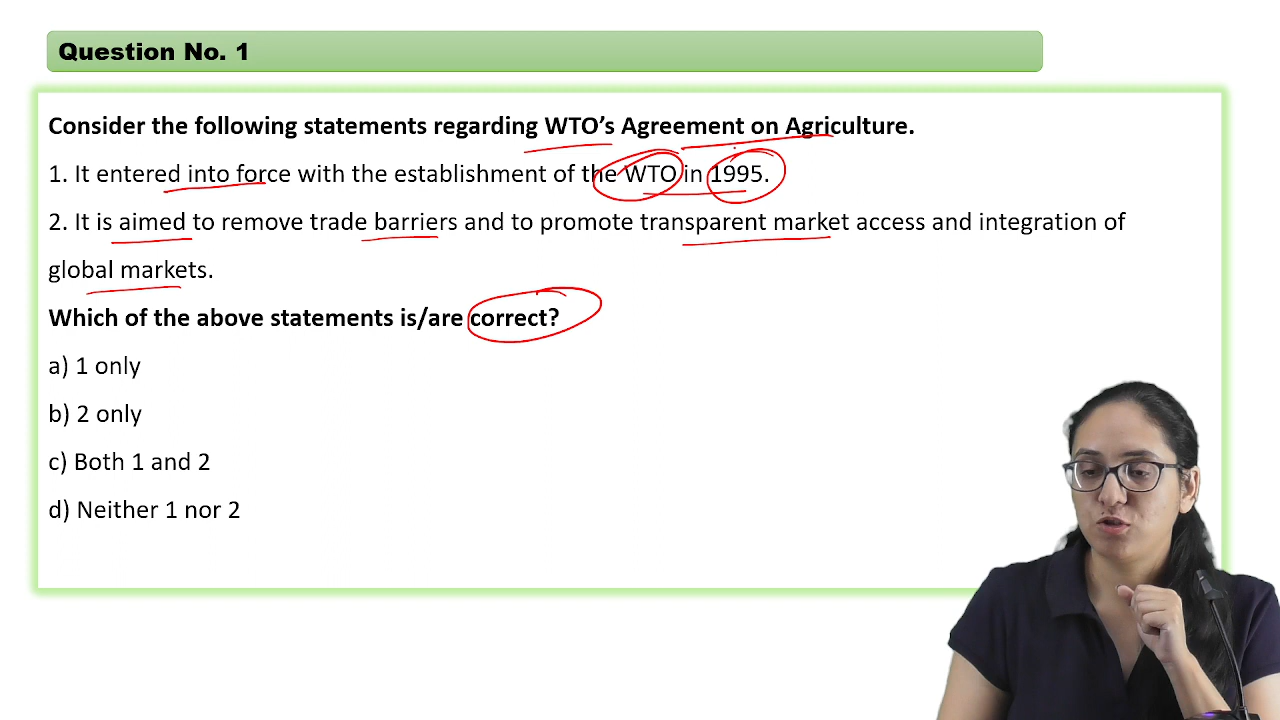 Question No. 1
Consider the following statements regarding WTO’s Agreement on Agriculture.
1. It entered into force with the establishment of the WTO in 1995.
2. It is aimed to remove trade barriers and to promote transparent market access and integration of
global markets.
Which of the above statements is/are correct?
a) 1 only
b) 2 only
c) Both 1 and 2
d) Neither 1 nor 2